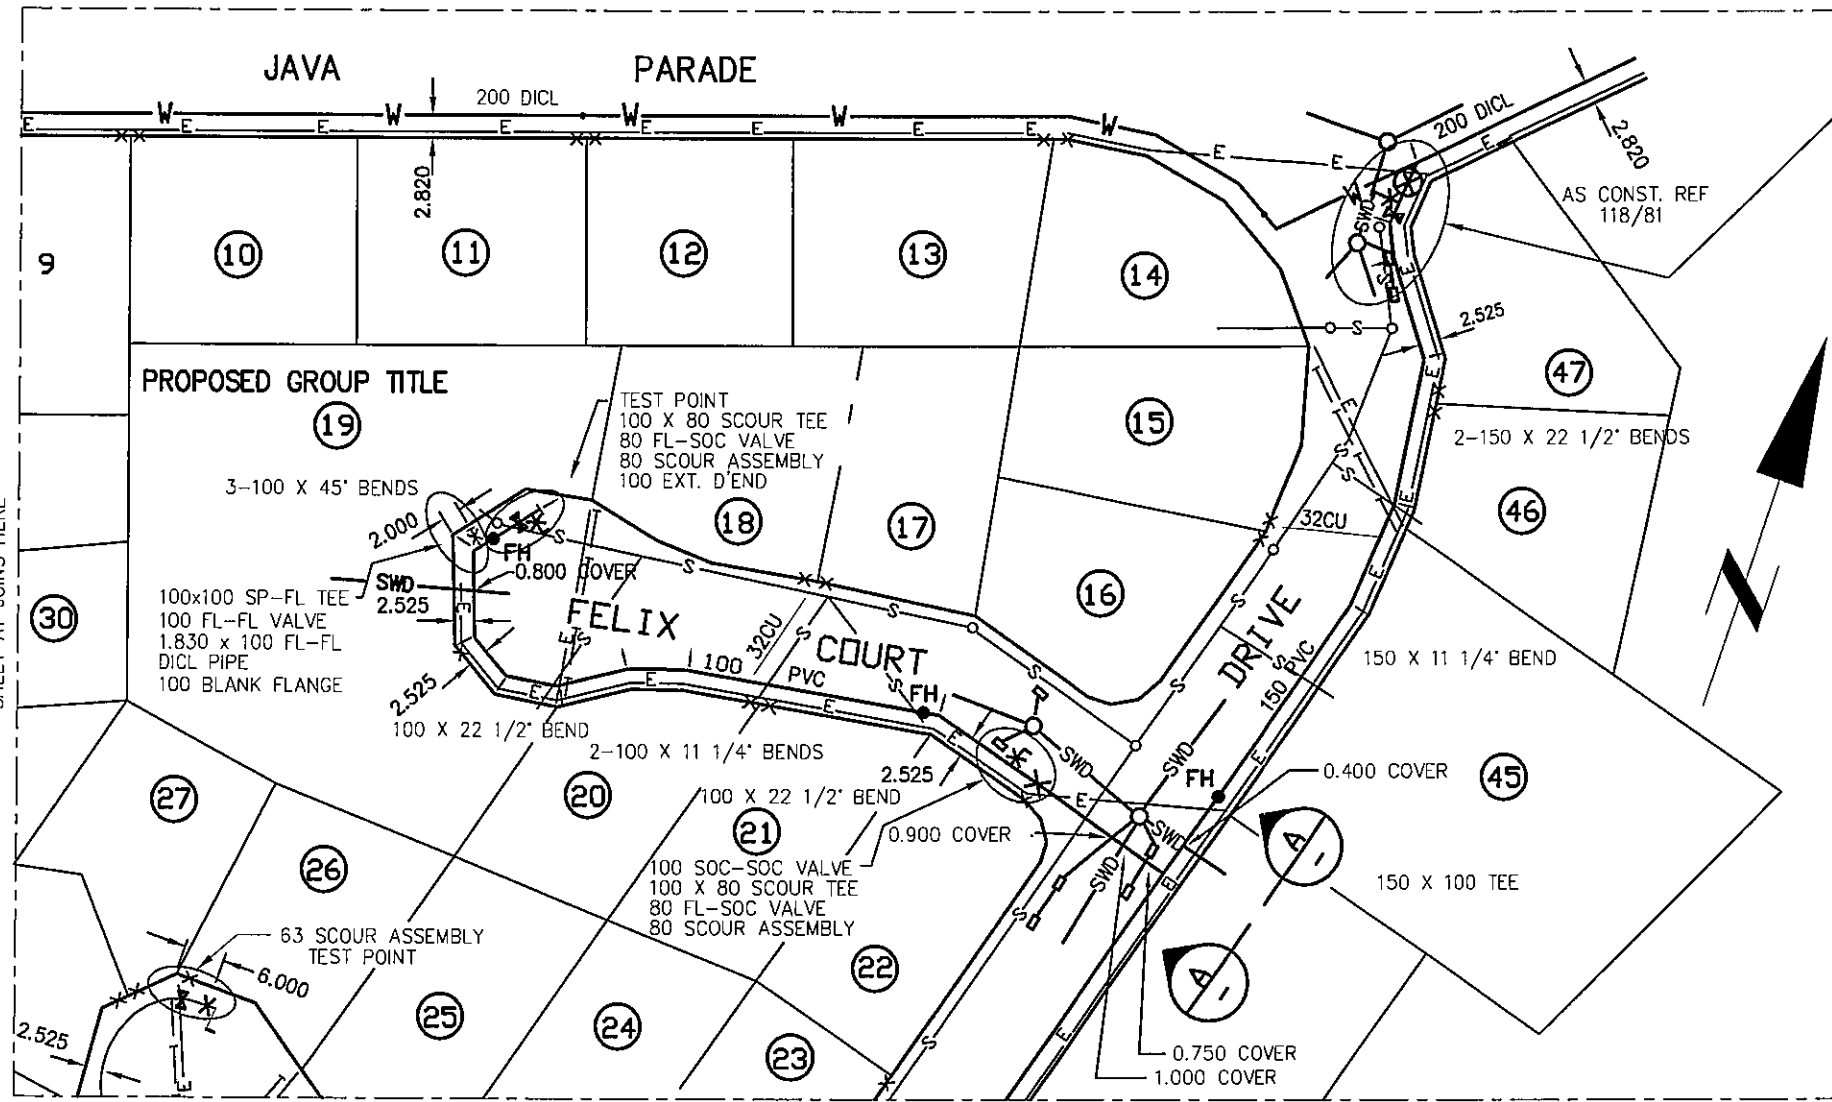 JAVA PARADE
W W W W W
200 DICL
E E E E E E E E E E
2.820
200 DICL
2.820
AS CONST. REF
118/81
9
10
11
12
13
14
SWD
2.525
47
PROPOSED GROUP TITLE
19
TEST POINT
100 X 80 SCOUR TEE
80 FL-SOC VALVE
80 SCOUR ASSEMBLY
100 EXT. D'END
15
2-150 X 22 1/2° BENDS
3-100 X 45° BENDS
2.000
18
17
46
32CU
FH
0.800 COVER
SWD
2.525
100x100 SP-FL TEE
100 FL-FL VALVE
1.830 x 100 FL-FL
DICL PIPE
100 BLANK FLANGE
30
FELIX COURT
32CU
16
DRIVE
150 PVC
150 X 11 1/4° BEND
100 PVC
FH
2.525
100 X 22 1/2° BEND
2-100 X 11 1/4° BENDS
SWD
SWD
FH
0.400 COVER
45
27
20
2.525
100 X 22 1/2° BEND
21
0.900 COVER
SWD
A
-
100 SOC-SOC VALVE
100 X 80 SCOUR TEE
80 FL-SOC VALVE
80 SCOUR ASSEMBLY
SWD
150 X 100 TEE
26
63 SCOUR ASSEMBLY
TEST POINT
6.000
22
A
-
2.525
25
24
23
0.750 COVER
1.000 COVER
N